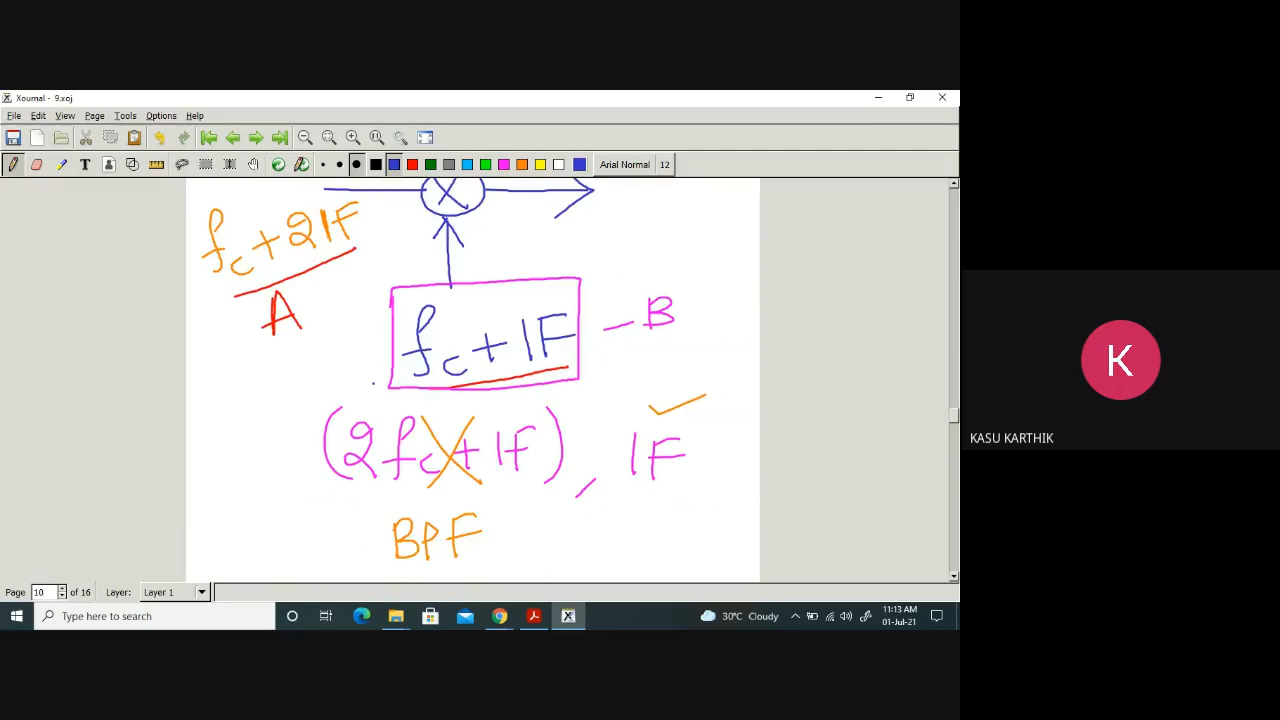 Xournal - 9.xoj
File Edit View Page Tools Options Help
T Arial Normal 12
fc+2IF
A
fc+IF - B
(2fc+IF), IF
BPF
Page 10 of 16 Layer: Layer 1
K
KASU KARTHIK
Type here to search
30°C Cloudy
11:13 AM
01-Jul-21